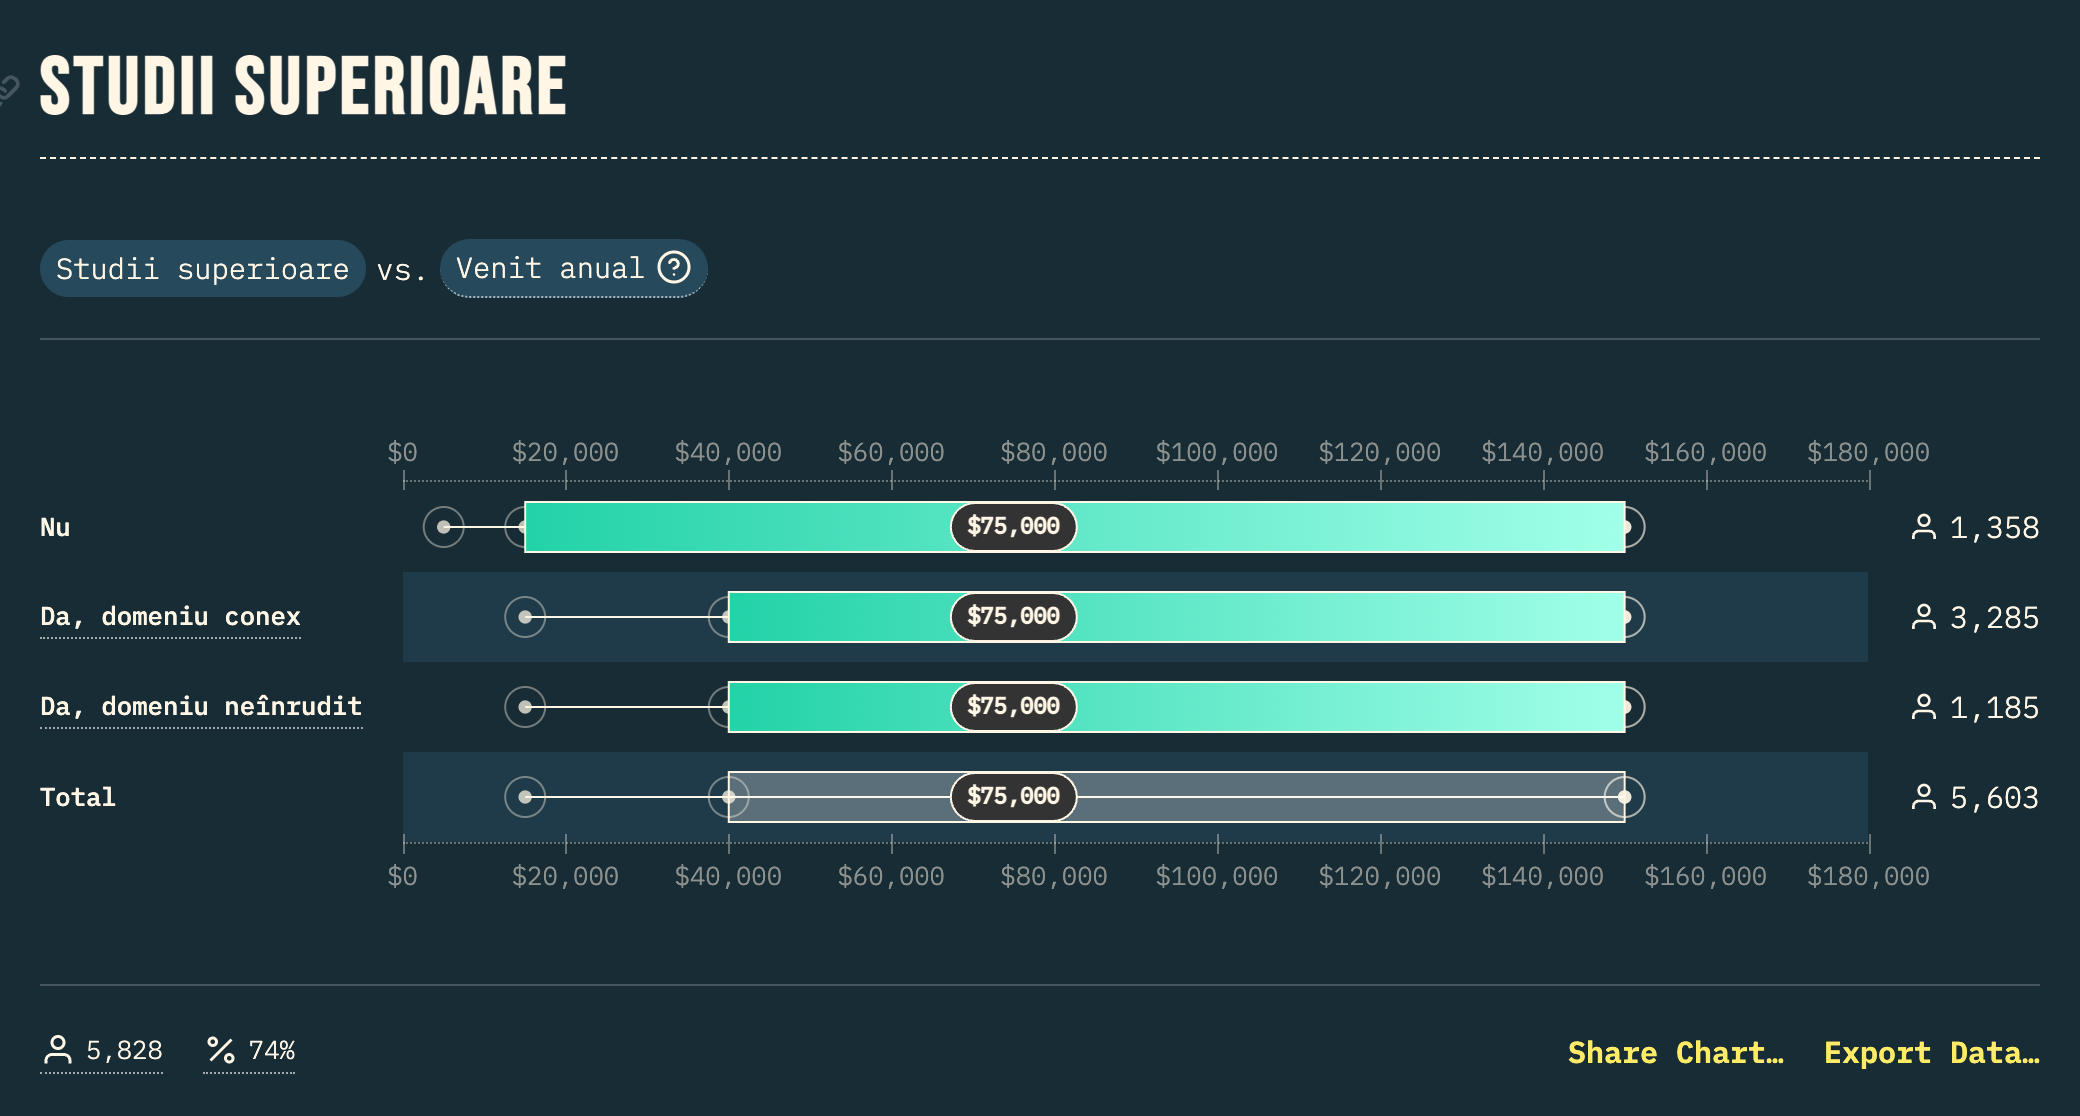 STUDII SUPERIOARE
Studii superioare vs. Venit anual ?
$0 $20,000 $40,000 $60,000 $80,000 $100,000 $120,000 $140,000 $160,000 $180,000
Nu $75,000 1,358
Da, domeniu conex $75,000 3,285
Da, domeniu neînrudit $75,000 1,185
Total $75,000 5,603
$0 $20,000 $40,000 $60,000 $80,000 $100,000 $120,000 $140,000 $160,000 $180,000
5,828 74% Share Chart… Export Data…